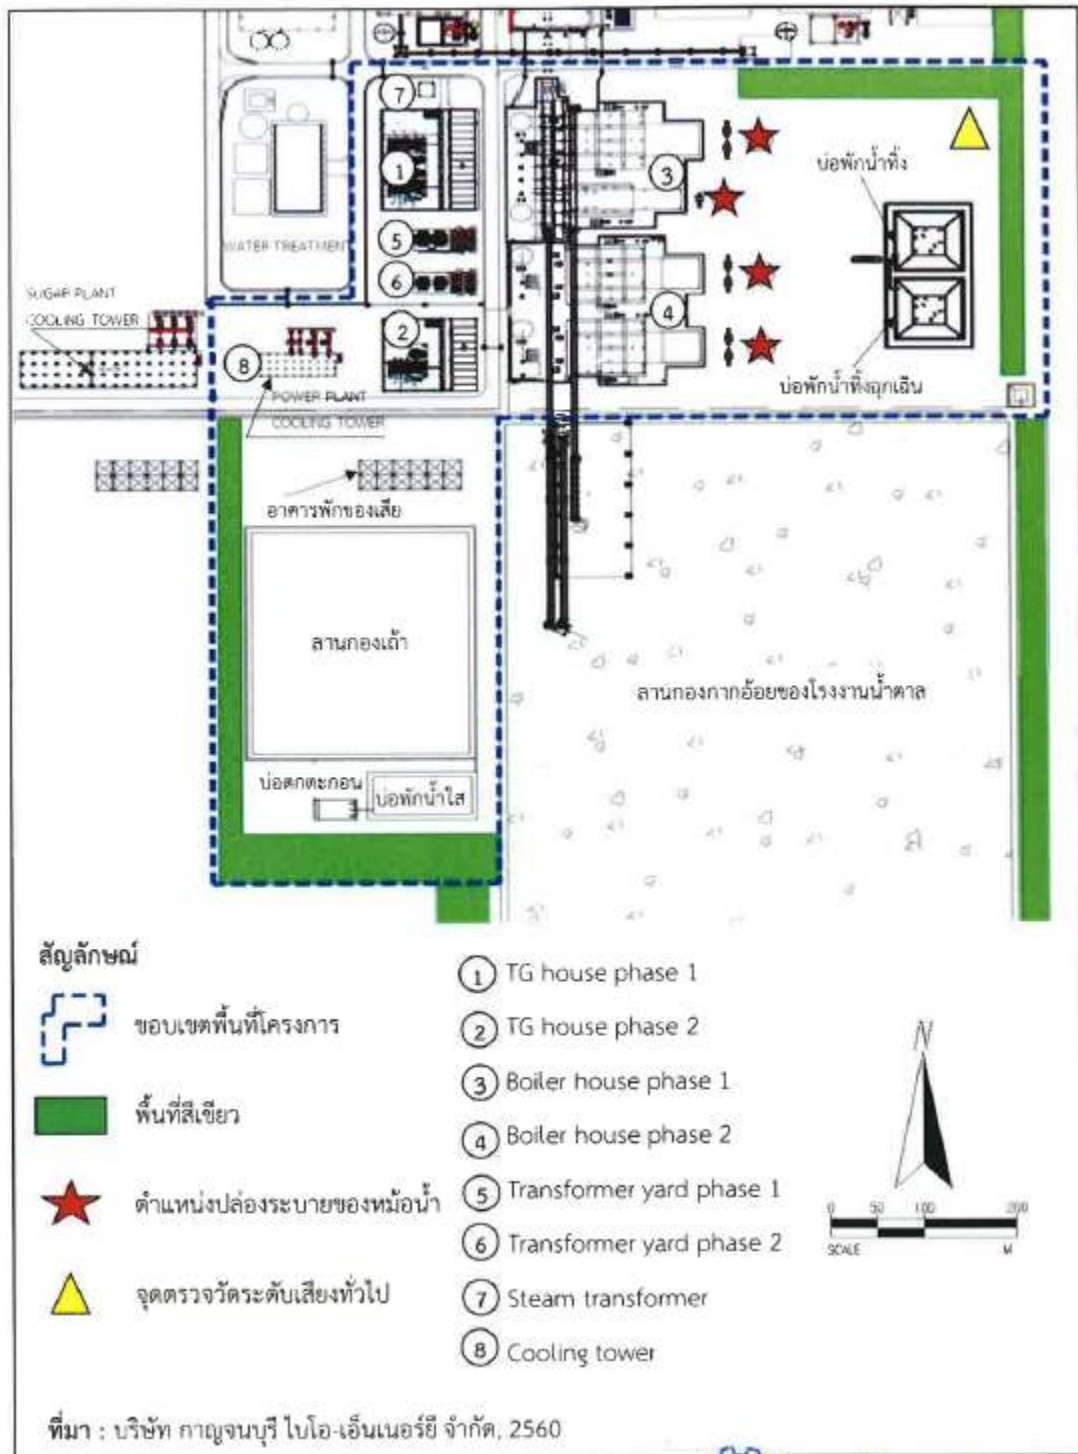 7
1
3
บ่อพักน้ำทิ้ง
5
WATER TREATMENT
6
SUGAR PLANT
COOLING TOWER
4
2
8
บ่อพักน้ำทิ้งฉุกเฉิน
POWER PLANT
COOLING TOWER
อาคารพักของเสีย
ลานกองเถ้า
ลานกองกากอ้อยของโรงงานน้ำตาล
บ่อตกตะกอน
บ่อพักน้ำใส
สัญลักษณ์
ขอบเขตพื้นที่โครงการ
พื้นที่สีเขียว
ตำแหน่งปล่องระบายของหม้อน้ำ
จุดตรวจวัดระดับเสียงทั่วไป
1 TG house phase 1
2 TG house phase 2
3 Boiler house phase 1
4 Boiler house phase 2
5 Transformer yard phase 1
6 Transformer yard phase 2
7 Steam transformer
8 Cooling tower
N
0 50 100 200
SCALE M
ที่มา : บริษัท กาญจนบุรี ไบโอ-เอ็นเนอร์ยี จำกัด, 2560